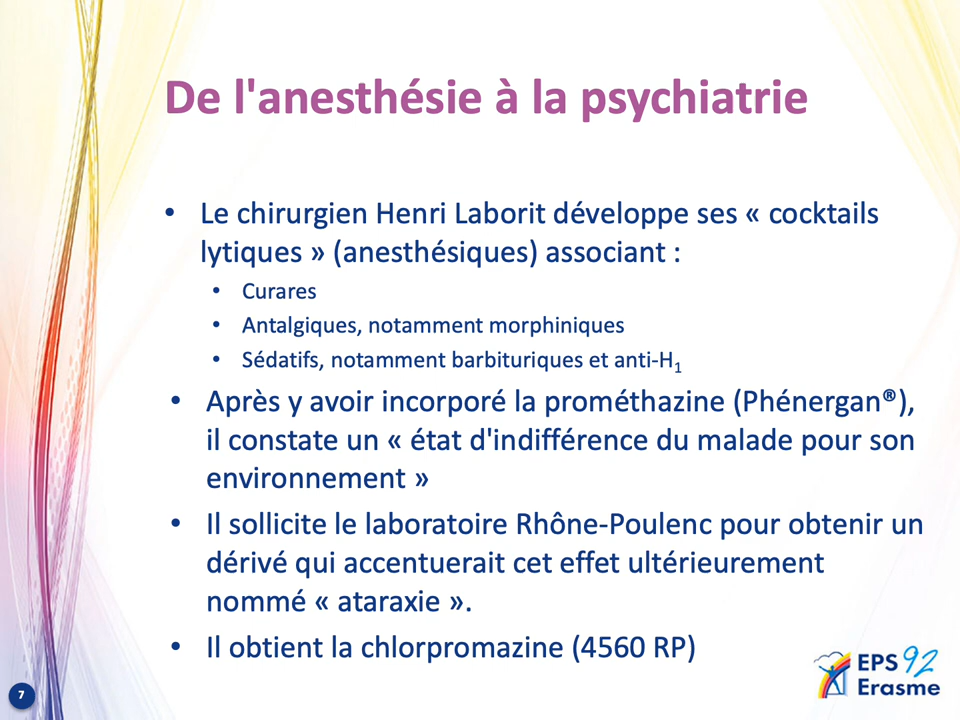 De l'anesthésie à la psychiatrie
• Le chirurgien Henri Laborit développe ses « cocktails
lytiques » (anesthésiques) associant :
• Curares
• Antalgiques, notamment morphiniques
• Sédatifs, notamment barbituriques et anti-H₁
• Après y avoir incorporé la prométhazine (Phénergan®),
il constate un « état d'indifférence du malade pour son
environnement »
• Il sollicite le laboratoire Rhône-Poulenc pour obtenir un
dérivé qui accentuerait cet effet ultérieurement
nommé « ataraxie ».
• Il obtient la chlorpromazine (4560 RP)
7
EPS 92
Erasme